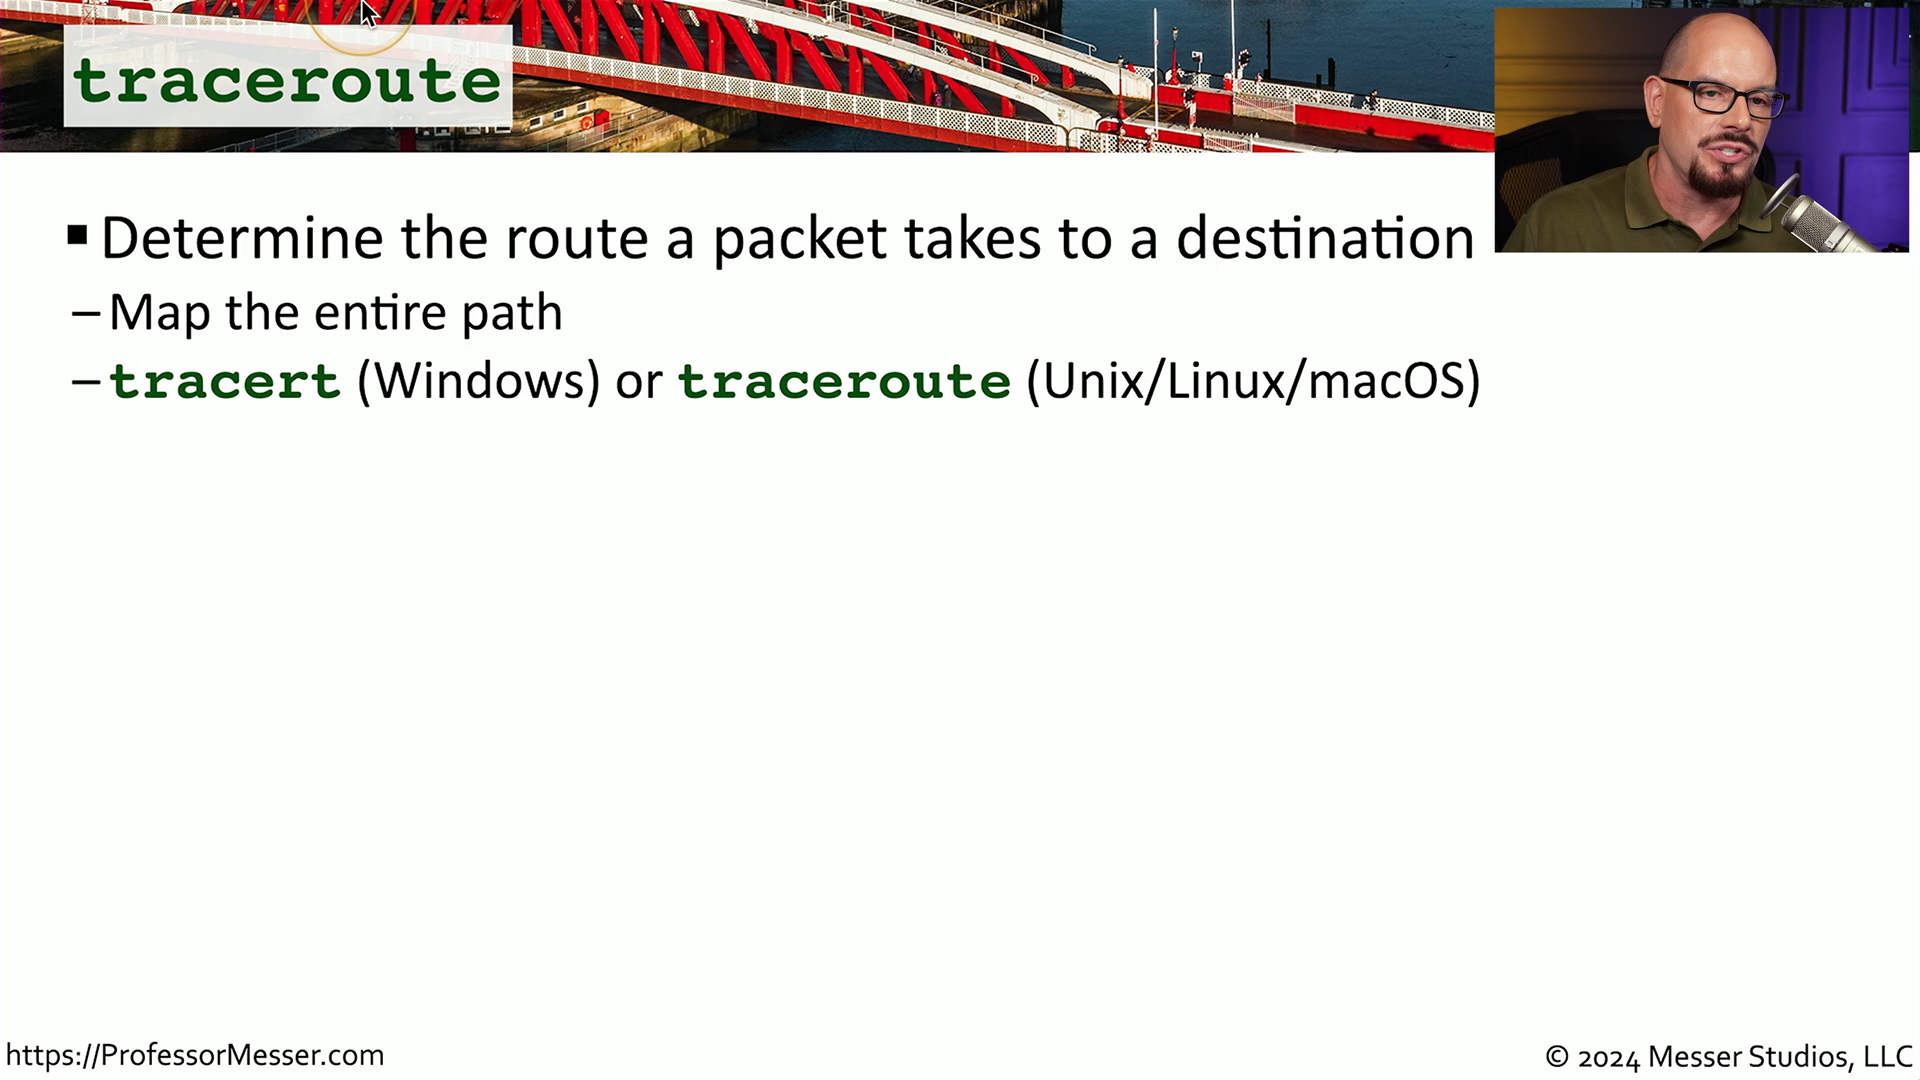 traceroute
▪ Determine the route a packet takes to a destination
– Map the entire path
– tracert (Windows) or traceroute (Unix/Linux/macOS)
https://ProfessorMesser.com
© 2024 Messer Studios, LLC